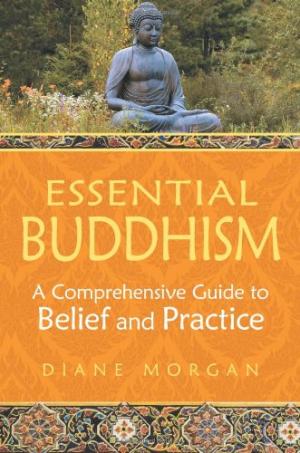 ESSENTIAL
BUDDHISM
A Comprehensive Guide to
Belief and Practice
DIANE MORGAN